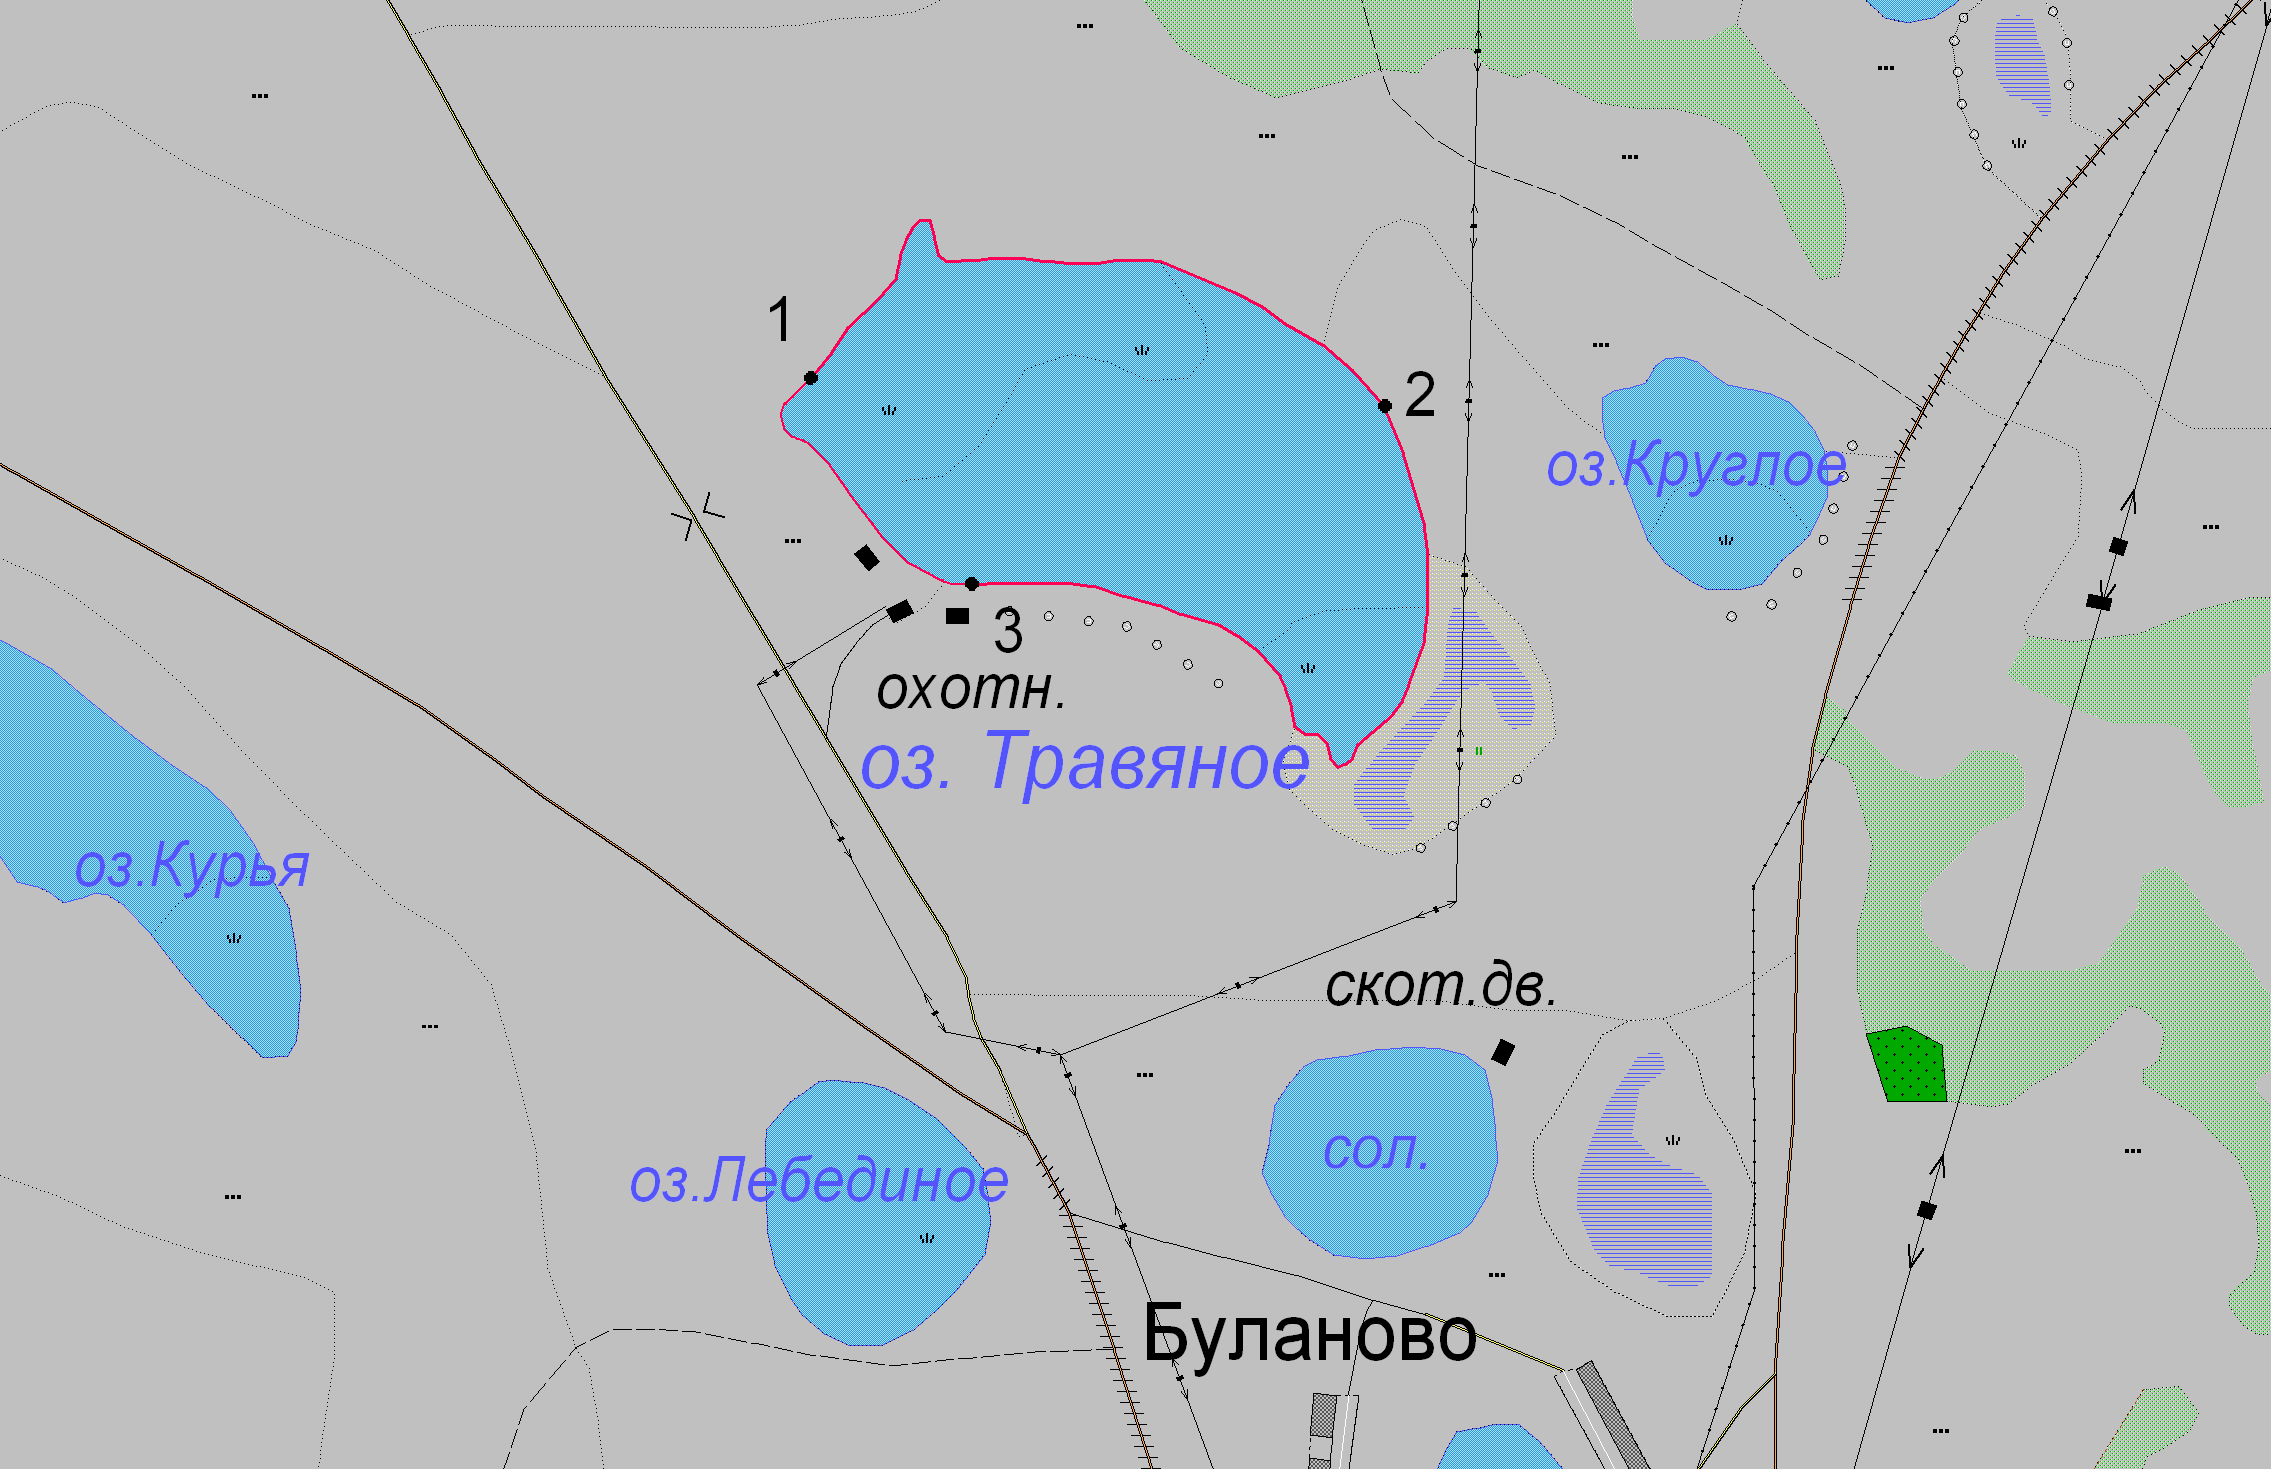 1
2
оз.Круглое
3
охотн.
оз. Травяное
оз.Курья
скот.дв.
сол.
оз.Лебединое
Буланово